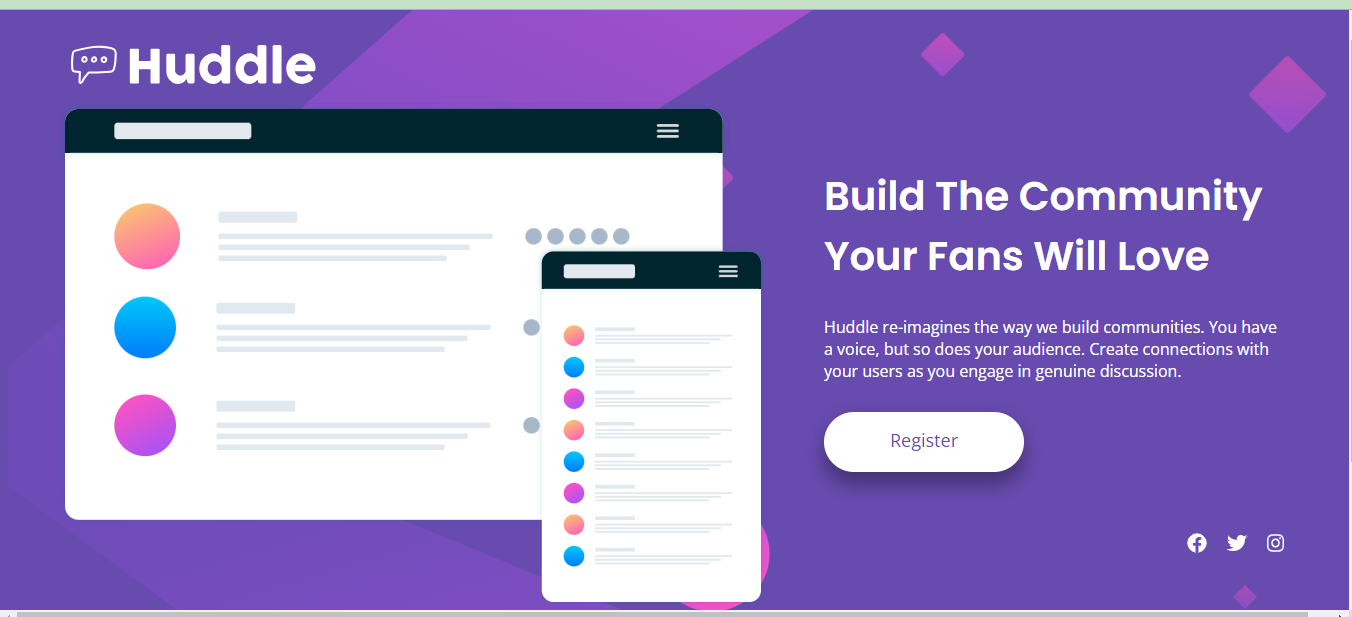 Huddle
Build The Community
Your Fans Will Love
Huddle re-imagines the way we build communities. You have
a voice, but so does your audience. Create connections with
your users as you engage in genuine discussion.
Register